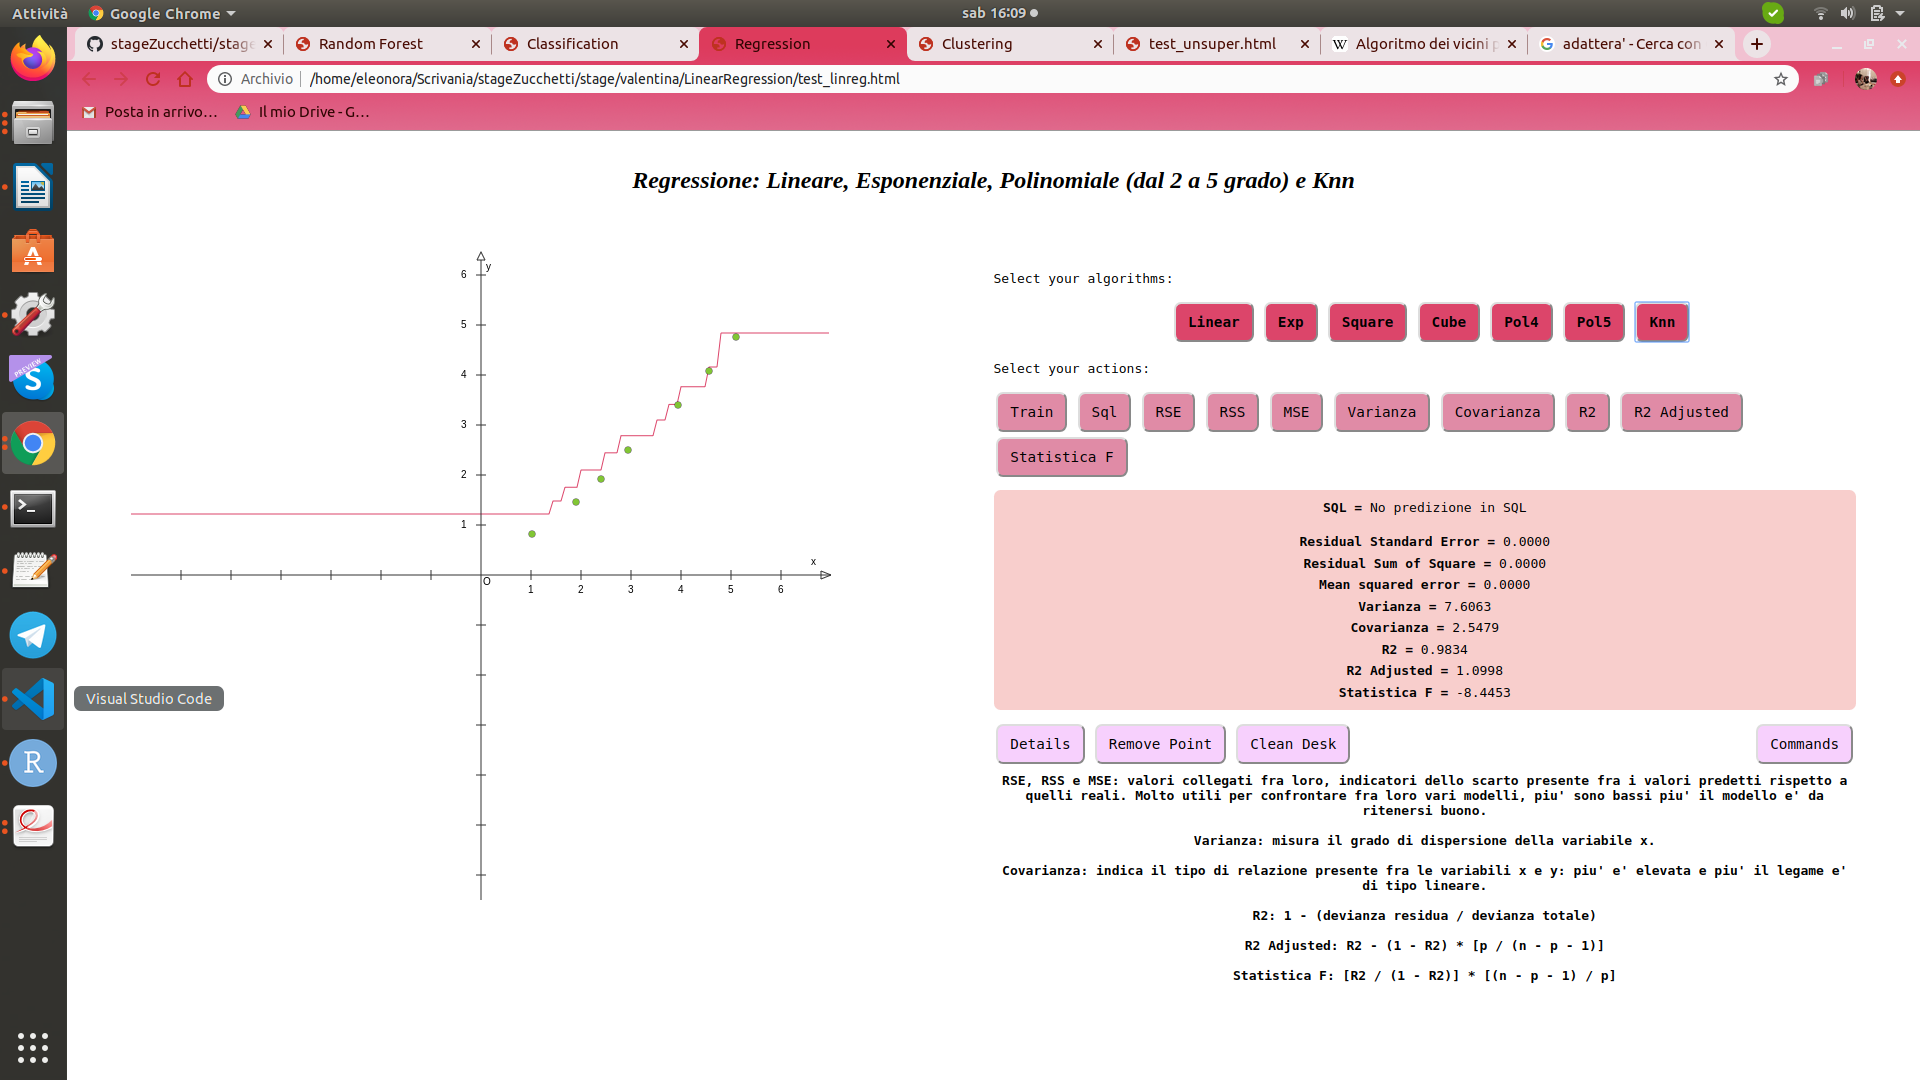 Attività
Google Chrome
sab 16:09
stageZucchetti/stage
Random Forest
Classification
Regression
Clustering
test_unsuper.html
Algoritmo dei vicini p
adattera' - Cerca con
Archivio
/home/eleonora/Scrivania/stageZucchetti/stage/valentina/LinearRegression/test_linreg.html
Posta in arrivo…
Il mio Drive - G…
Regressione: Lineare, Esponenziale, Polinomiale (dal 2 a 5 grado) e Knn
y
6
5
4
3
2
1
x
O
1 2 3 4 5 6
Select your algorithms:
Linear Exp Square Cube Pol4 Pol5 Knn
Select your actions:
Train Sql RSE RSS MSE Varianza Covarianza R2 R2 Adjusted
Statistica F
SQL = No predizione in SQL
Residual Standard Error = 0.0000
Residual Sum of Square = 0.0000
Mean squared error = 0.0000
Varianza = 7.6063
Covarianza = 2.5479
R2 = 0.9834
R2 Adjusted = 1.0998
Statistica F = -8.4453
Details Remove Point Clean Desk Commands
RSE, RSS e MSE: valori collegati fra loro, indicatori dello scarto presente fra i valori predetti rispetto a
quelli reali. Molto utili per confrontare fra loro vari modelli, piu' sono bassi piu' il modello e' da
ritenersi buono.
Varianza: misura il grado di dispersione della variabile x.
Covarianza: indica il tipo di relazione presente fra le variabili x e y: piu' e' elevata e piu' il legame e'
di tipo lineare.
R2: 1 - (devianza residua / devianza totale)
R2 Adjusted: R2 - (1 - R2) * [p / (n - p - 1)]
Statistica F: [R2 / (1 - R2)] * [(n - p - 1) / p]
PREVIEW
Visual Studio Code